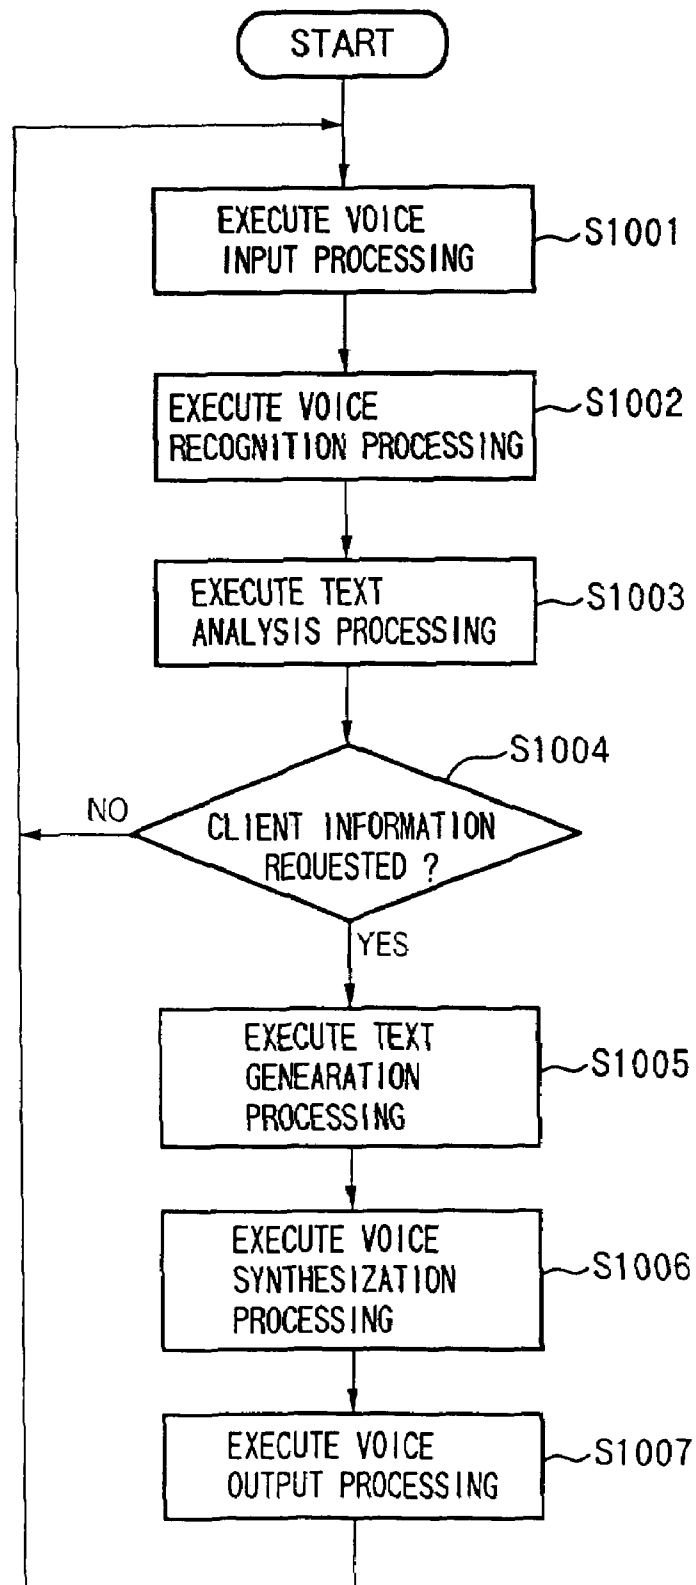 START
EXECUTE VOICE
INPUT PROCESSING
S1001
EXECUTE VOICE
RECOGNITION PROCESSING
S1002
EXECUTE TEXT
ANALYSIS PROCESSING
S1003
S1004
NO
CLIENT INFORMATION
REQUESTED ?
YES
EXECUTE TEXT
GENEARATION
PROCESSING
S1005
EXECUTE VOICE
SYNTHESIZATION
PROCESSING
S1006
EXECUTE VOICE
OUTPUT PROCESSING
S1007